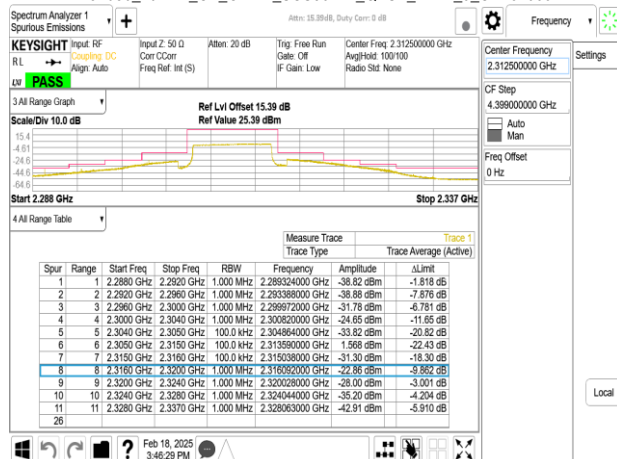 Spectrum Analyzer 1
Spurious Emissions
+
Attn: 15.39dB, Duty Corr: 0 dB
Frequency
KEYSIGHT
Input: RF
Input Z: 50 Ω
Atten: 20 dB
Trig: Free Run
Center Freq: 2.312500000 GHz
RL
Coupling: DC
Corr CCorr
Gate: Off
Avg|Hold: 100/100
Align: Auto
Freq Ref: Int (S)
IF Gain: Low
Radio Std: None
LXI
PASS
Center Frequency
2.312500000 GHz
Settings
CF Step
4.399000000 GHz
Auto
Man
Freq Offset
0 Hz
3 All Range Graph
Ref Lvl Offset 15.39 dB
Scale/Div 10.0 dB
Ref Value 25.39 dBm
15.4
-4.61
-24.6
-44.6
-64.6
Start 2.288 GHz
Stop 2.337 GHz
4 All Range Table
Measure Trace Trace 1
Trace Type Trace Average (Active)
Spur Range Start Freq Stop Freq RBW Frequency Amplitude ΔLimit
1 1 2.2880 GHz 2.2920 GHz 1.000 MHz 2.289324000 GHz -38.82 dBm -1.818 dB
2 2 2.2920 GHz 2.2960 GHz 1.000 MHz 2.293388000 GHz -38.88 dBm -7.876 dB
3 3 2.2960 GHz 2.3000 GHz 1.000 MHz 2.299972000 GHz -31.78 dBm -6.781 dB
4 4 2.3000 GHz 2.3040 GHz 1.000 MHz 2.300820000 GHz -24.65 dBm -11.65 dB
5 5 2.3040 GHz 2.3050 GHz 100.0 kHz 2.304864000 GHz -33.82 dBm -20.82 dB
6 6 2.3050 GHz 2.3150 GHz 100.0 kHz 2.313590000 GHz 1.568 dBm -22.43 dB
7 7 2.3150 GHz 2.3160 GHz 100.0 kHz 2.315038000 GHz -31.30 dBm -18.30 dB
8 8 2.3160 GHz 2.3200 GHz 1.000 MHz 2.316092000 GHz -22.86 dBm -9.862 dB
9 9 2.3200 GHz 2.3240 GHz 1.000 MHz 2.320028000 GHz -28.00 dBm -3.001 dB
10 10 2.3240 GHz 2.3280 GHz 1.000 MHz 2.324044000 GHz -35.20 dBm -4.204 dB
11 11 2.3280 GHz 2.3370 GHz 1.000 MHz 2.328063000 GHz -42.91 dBm -5.910 dB
26
Local
?
Feb 18, 2025
3:46:29 PM